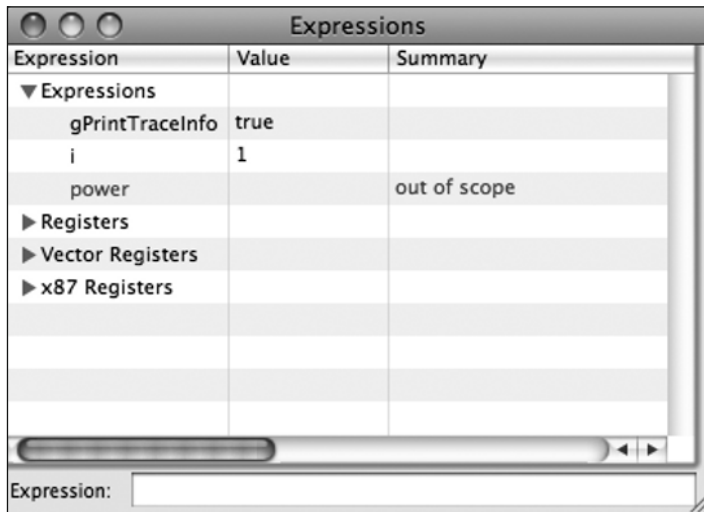 Expressions
Expression Value Summary
Expressions
gPrintTraceInfo true
i 1
power out of scope
Registers
Vector Registers
x87 Registers
Expression: